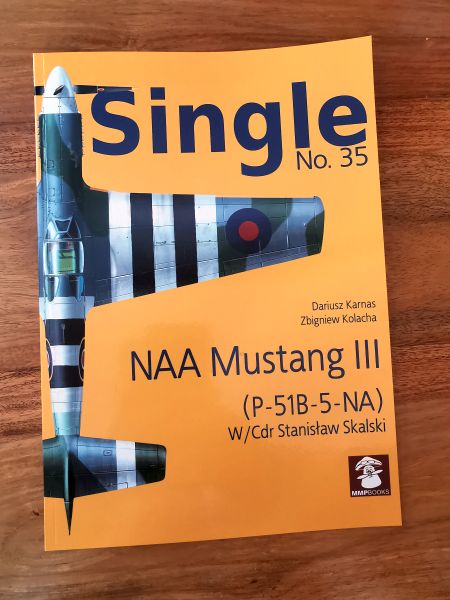 Single
No. 35
Dariusz Karnas
Zbigniew Kolacha
NAA Mustang III
(P-51B-5-NA)
W/Cdr Stanisław Skalski
MMPBOOKS